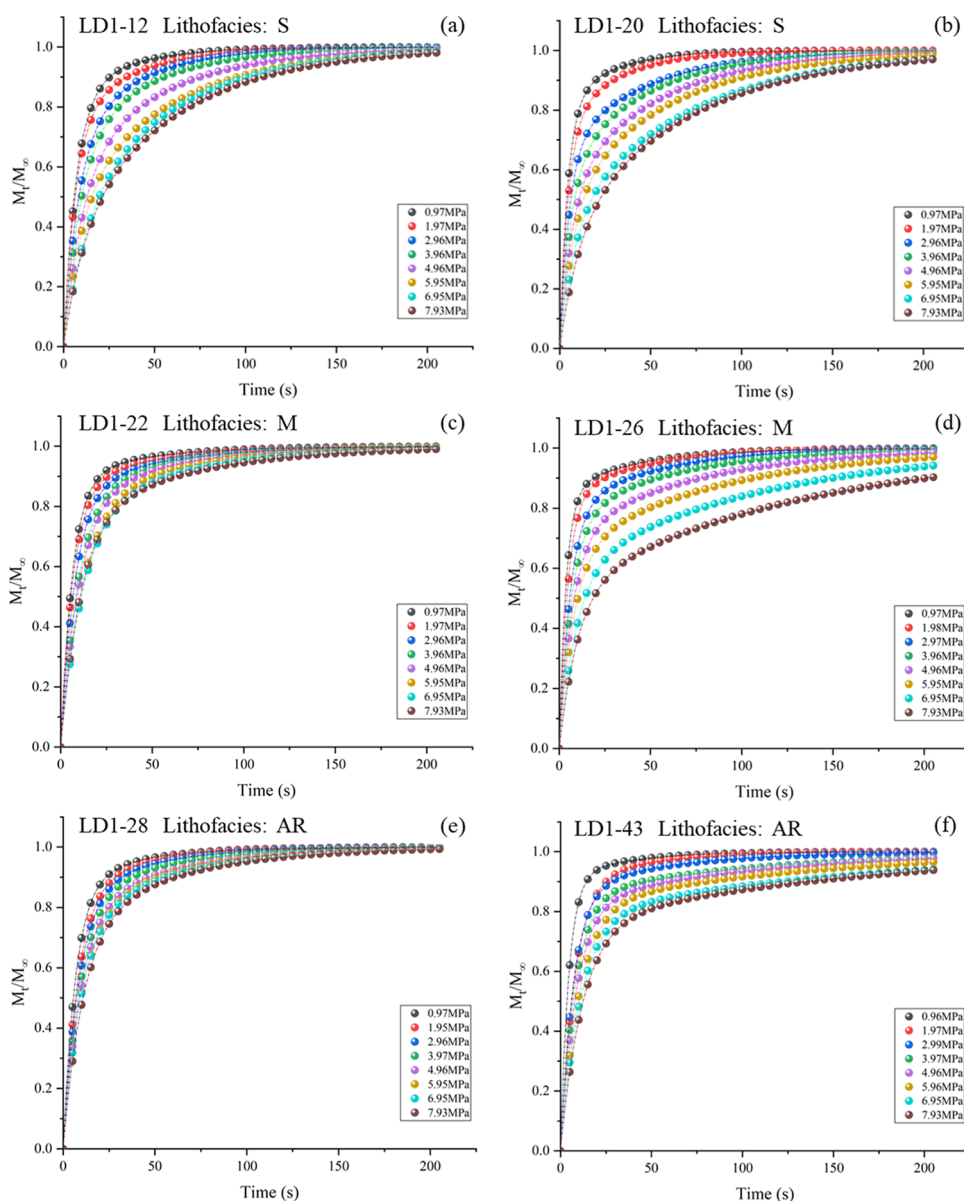 LD1-12 Lithofacies: S (a)
1.0
0.8
0.6
0.4
0.2
0.0
Mt/M∞
0 50 100 150 200
Time (s)
0.97MPa
1.97MPa
2.96MPa
3.96MPa
4.96MPa
5.95MPa
6.95MPa
7.93MPa
LD1-20 Lithofacies: S (b)
1.0
0.8
0.6
0.4
0.2
0.0
Mt/M∞
0 50 100 150 200
Time (s)
0.97MPa
1.97MPa
2.96MPa
3.96MPa
4.96MPa
5.95MPa
6.95MPa
7.93MPa
LD1-22 Lithofacies: M (c)
1.0
0.8
0.6
0.4
0.2
0.0
Mt/M∞
0 50 100 150 200
Time (s)
0.97MPa
1.97MPa
2.96MPa
3.96MPa
4.96MPa
5.95MPa
6.95MPa
7.93MPa
LD1-26 Lithofacies: M (d)
1.0
0.8
0.6
0.4
0.2
0.0
Mt/M∞
0 50 100 150 200
Time (s)
0.97MPa
1.98MPa
2.97MPa
3.96MPa
4.96MPa
5.95MPa
6.95MPa
7.93MPa
LD1-28 Lithofacies: AR (e)
1.0
0.8
0.6
0.4
0.2
0.0
Mt/M∞
0 50 100 150 200
Time (s)
0.97MPa
1.95MPa
2.96MPa
3.97MPa
4.96MPa
5.95MPa
6.95MPa
7.93MPa
LD1-43 Lithofacies: AR (f)
1.0
0.8
0.6
0.4
0.2
0.0
Mt/M∞
0 50 100 150 200
Time (s)
0.96MPa
1.97MPa
2.99MPa
3.97MPa
4.96MPa
5.96MPa
6.95MPa
7.93MPa